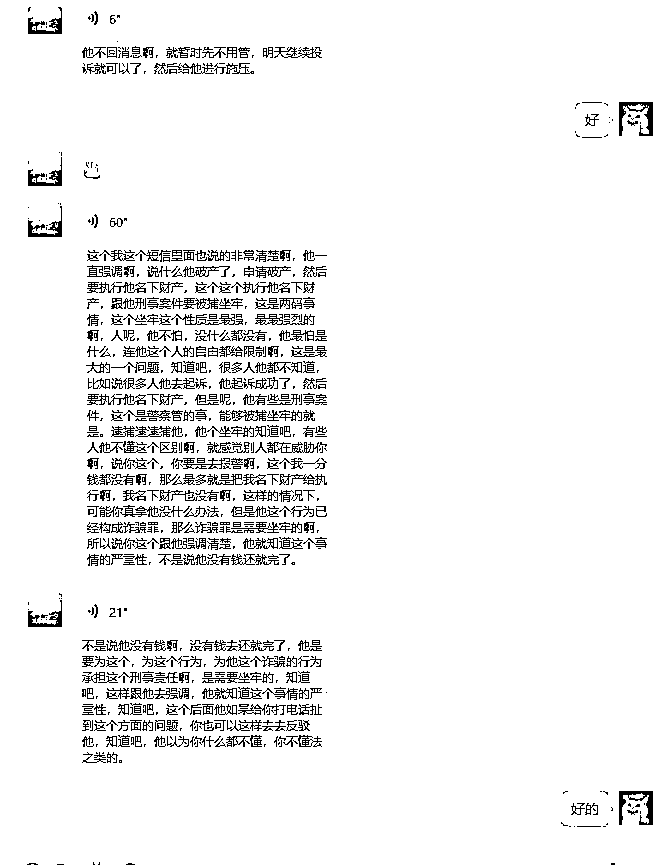 6"
他不回消息啊，就暂时先不用管，明天继续投
诉就可以了，然后给他进行施压。
好
60"
这个我这个短信里面也说的非常清楚啊，他一
直强调啊，说什么他破产了，申请破产，然后
要执行他名下财产，这个这个执行他名下财
产，跟他刑事案件要被捕坐牢，这是两码事
情，这个坐牢这个性质是最强，最最强烈的
啊，人呢，他不怕，没什么都没有，他最怕是
什么，连他这个人的自由都给限制啊，这是最
大的一个问题，知道吧，很多人他都不知道，
比如说很多人他去起诉，他起诉成功了，然后
要执行他名下财产，但是呢，他有些是刑事案
件，这个是警察管的事，能够被捕坐牢的就
是。逮捕逮逮捕他，他个坐牢的知道吧，有些
人他不懂这个区别啊，就感觉别人都在威胁你
啊，说你这个，你要是去报警啊，这个我一分
钱都没有啊，那么最多就是把我名下财产给执
行啊，我名下财产也没有啊，这样的情况下，
可能你真拿他没什么办法，但是他这个行为已
经构成诈骗罪，那么诈骗罪是需要坐牢的啊，
所以说你这个跟他强调清楚，他就知道这个事
情的严重性，不是说他没有钱还就完了。
21"
不是说他没有钱啊，没有钱去还就完了，他是
要为这个，为这个行为，为他这个诈骗的行为
承担这个刑事责任啊，是需要坐牢的，知道
吧，这样跟他去强调，他就知道这个事情的严
重性，知道吧，这个后面他如果给你打电话扯
到这个方面的问题，你也可以这样去去反驳
他，知道吧，他以为你什么都不懂，你不懂法
之类的。
好的